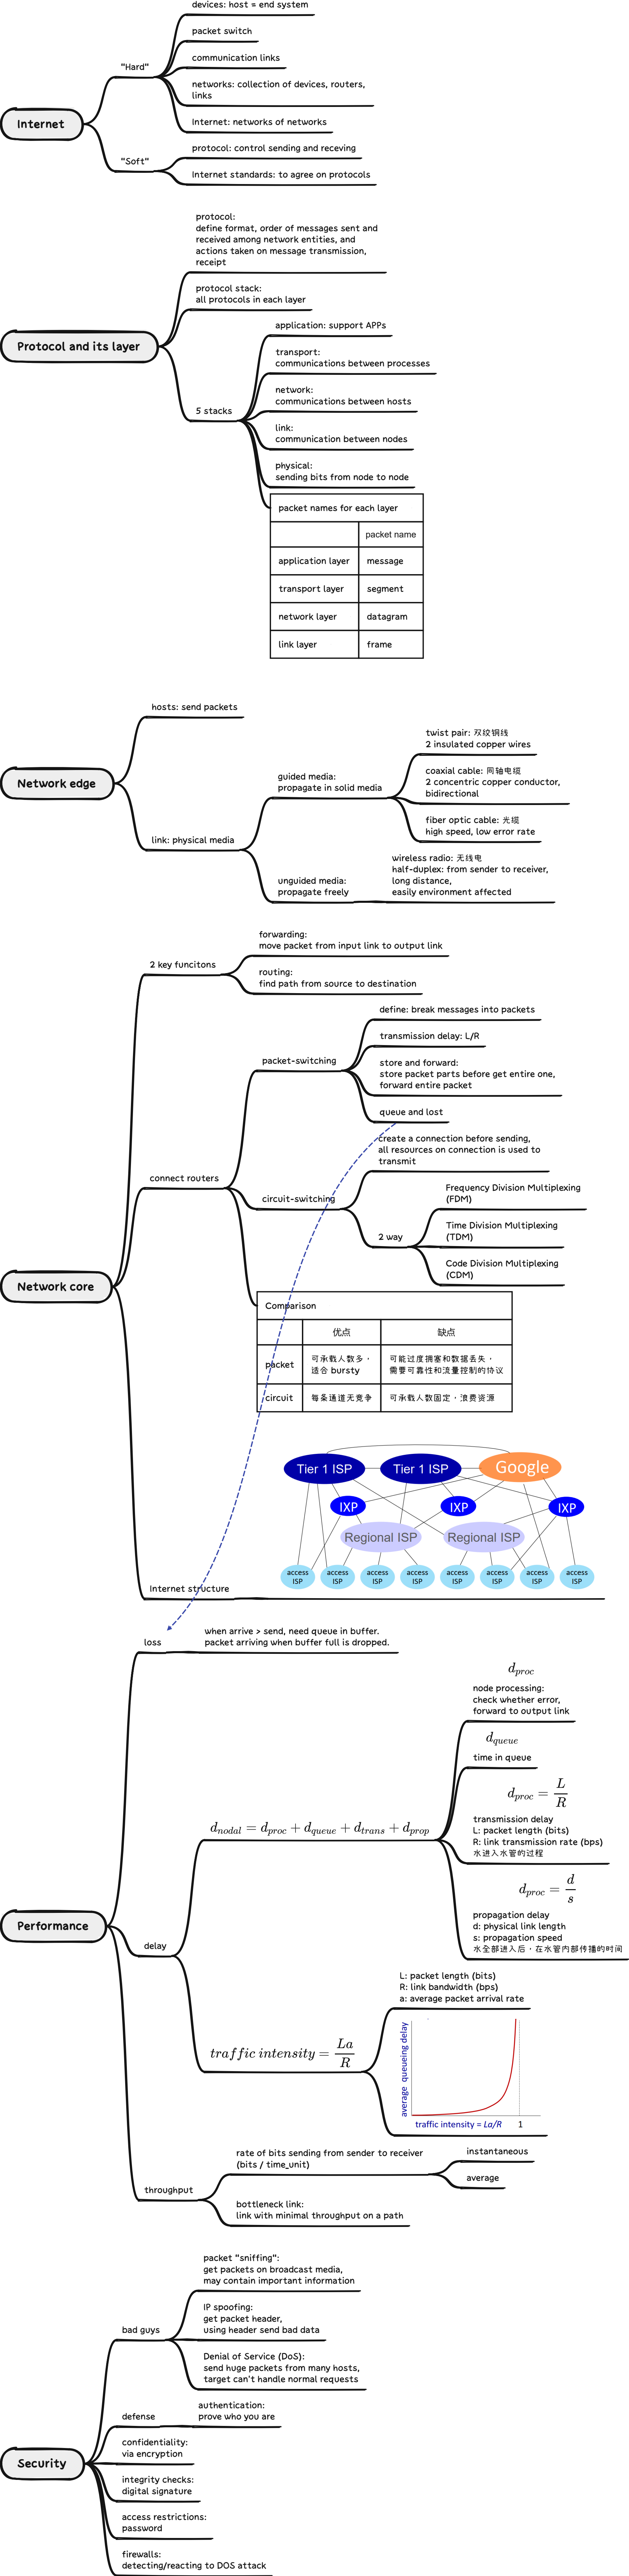 devices: host = end system
packet switch
communication links
"Hard"
networks: collection of devices, routers,
links
Internet: networks of networks
Internet
protocol: control sending and receving
"Soft"
Internet standards: to agree on protocols
protocol:
define format, order of messages sent and
received among network entities, and
actions taken on message transmission,
receipt
protocol stack:
all protocols in each layer
Protocol and its layer
application: support APPs
transport:
communications between processes
network:
communications between hosts
5 stacks
link:
communication between nodes
physical:
sending bits from node to node
packet names for each layer
packet name
application layer message
transport layer segment
network layer datagram
link layer frame
hosts: send packets
Network edge
link: physical media
guided media:
propagate in solid media
twist pair: 双绞铜线
2 insulated copper wires
coaxial cable: 同轴电缆
2 concentric copper conductor,
bidirectional
fiber optic cable: 光缆
high speed, low error rate
unguided media:
propagate freely
wireless radio: 无线电
half-duplex: from sender to receiver,
long distance,
easily environment affected
2 key funcitons
forwarding:
move packet from input link to output link
routing:
find path from source to destination
connect routers
packet-switching
define: break messages into packets
transmission delay: L/R
store and forward:
store packet parts before get entire one,
forward entire packet
queue and lost
circuit-switching
create a connection before sending,
all resources on connection is used to
transmit
2 way
Frequency Division Multiplexing
(FDM)
Time Division Multiplexing
(TDM)
Code Division Multiplexing
(CDM)
Network core
Comparison
优点 缺点
packet
可承载人数多，
适合 bursty
可能过度拥塞和数据丢失，
需要可靠性和流量控制的协议
circuit 每条通道无竞争 可承载人数固定，浪费资源
Tier 1 ISP Tier 1 ISP Google
IXP IXP IXP
Regional ISP Regional ISP
access access access access access access access access
ISP ISP ISP ISP ISP ISP ISP ISP
Internet structure
loss
when arrive > send, need queue in buffer.
packet arriving when buffer full is dropped.
Performance
delay
d_nodal = d_proc + d_queue + d_trans + d_prop
d_proc
node processing:
check whether error,
forward to output link
d_queue
time in queue
d_proc = L/R
transmission delay
L: packet length (bits)
R: link transmission rate (bps)
水进入水管的过程
d_proc = d/s
propagation delay
d: physical link length
s: propagation speed
水全部进入后，在水管内部传播的时间
traffic intensity = La/R
L: packet length (bits)
R: link bandwidth (bps)
a: average packet arrival rate
average queueing delay
traffic intensity = La/R 1
throughput
rate of bits sending from sender to receiver
(bits / time_unit)
instantaneous
average
bottleneck link:
link with minimal throughput on a path
bad guys
packet "sniffing":
get packets on broadcast media,
may contain important information
IP spoofing:
get packet header,
using header send bad data
Denial of Service (DoS):
send huge packets from many hosts,
target can't handle normal requests
defense
authentication:
prove who you are
Security
confidentiality:
via encryption
integrity checks:
digital signature
access restrictions:
password
firewalls:
detecting/reacting to DOS attack